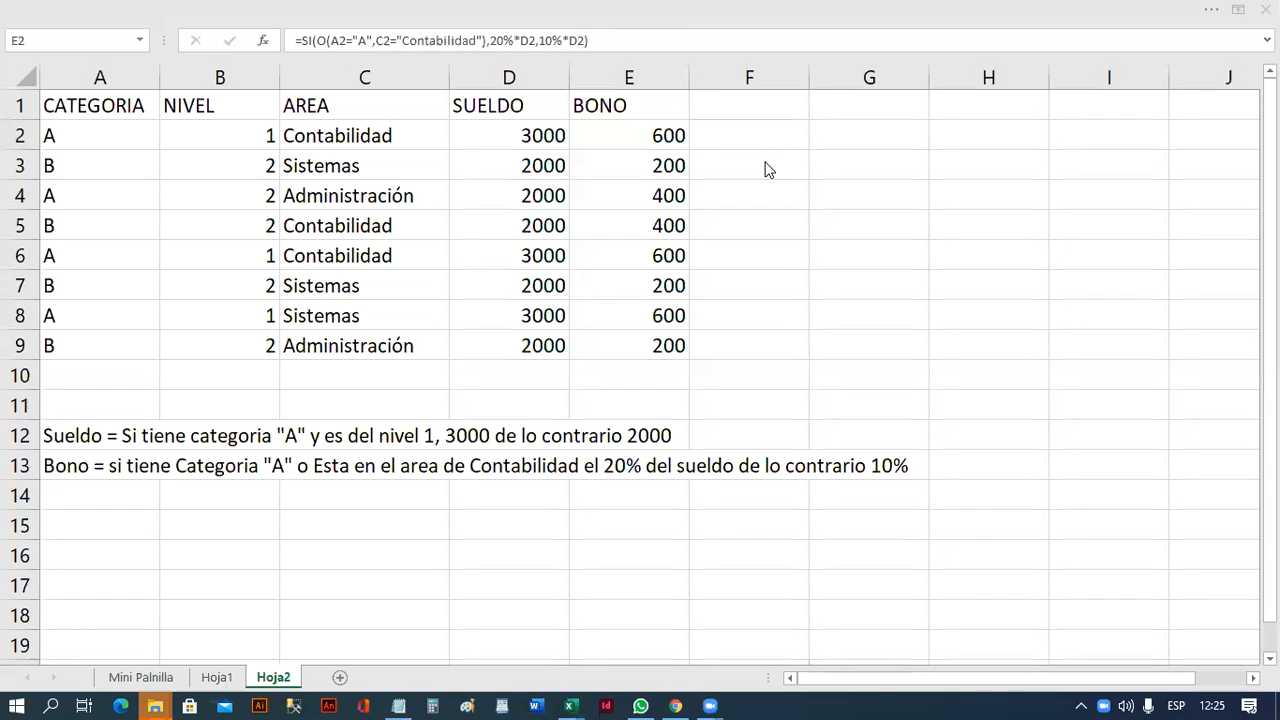 E2 fx =SI(O(A2="A",C2="Contabilidad"),20%*D2,10%*D2)
A B C D E F G H I J
1 CATEGORIA NIVEL AREA SUELDO BONO
2 A 1 Contabilidad 3000 600
3 B 2 Sistemas 2000 200
4 A 2 Administración 2000 400
5 B 2 Contabilidad 2000 400
6 A 1 Contabilidad 3000 600
7 B 2 Sistemas 2000 200
8 A 1 Sistemas 3000 600
9 B 2 Administración 2000 200
10
11
12 Sueldo = Si tiene categoria "A" y es del nivel 1, 3000 de lo contrario 2000
13 Bono = si tiene Categoria "A" o Esta en el area de Contabilidad el 20% del sueldo de lo contrario 10%
14
15
16
17
18
19
Mini Palnilla Hoja1 Hoja2
Ai An W X Id ESP 12:25